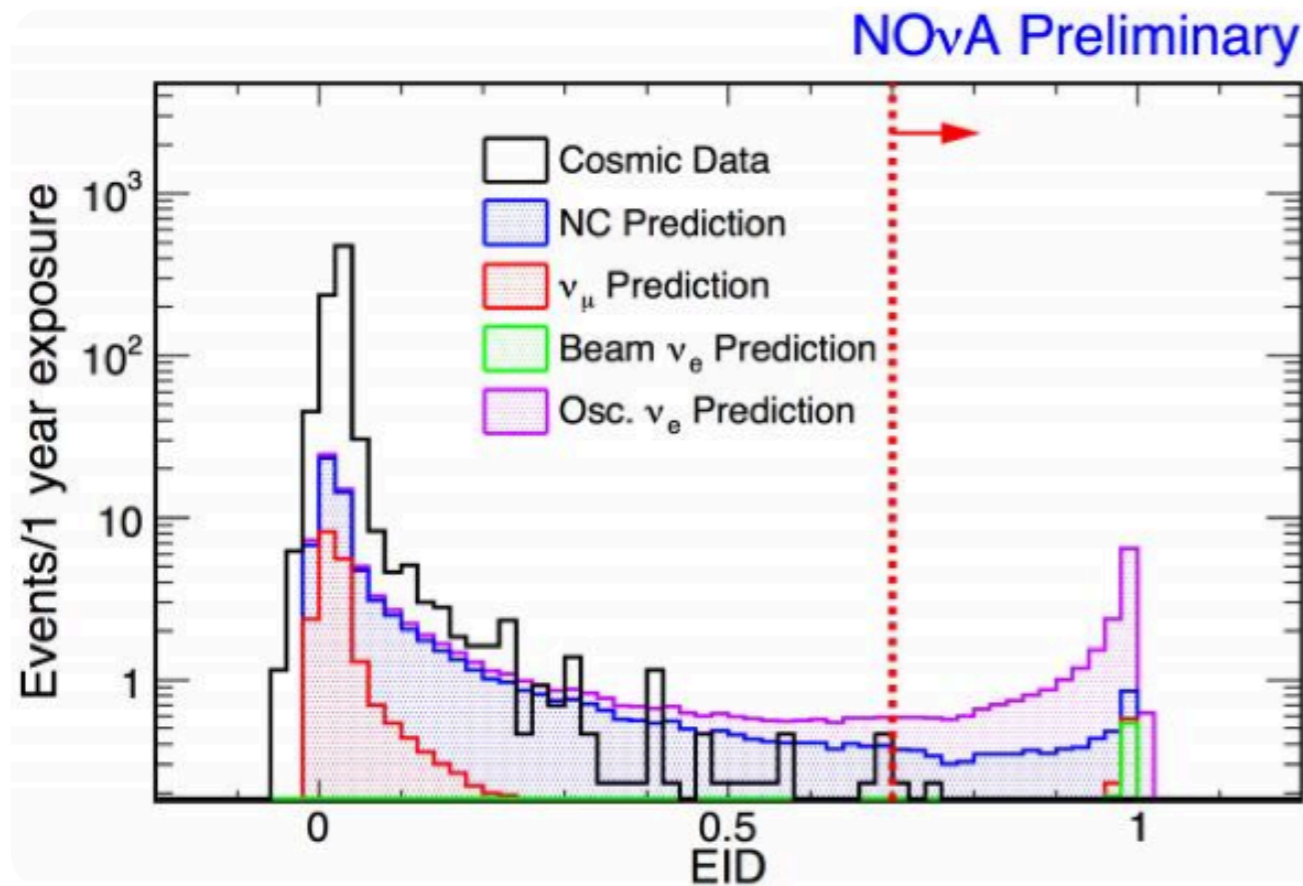 NOνA Preliminary
Events/1 year exposure
10³
10²
10
1
Cosmic Data
NC Prediction
ν_μ Prediction
Beam ν_e Prediction
Osc. ν_e Prediction
0
0.5
1
EID